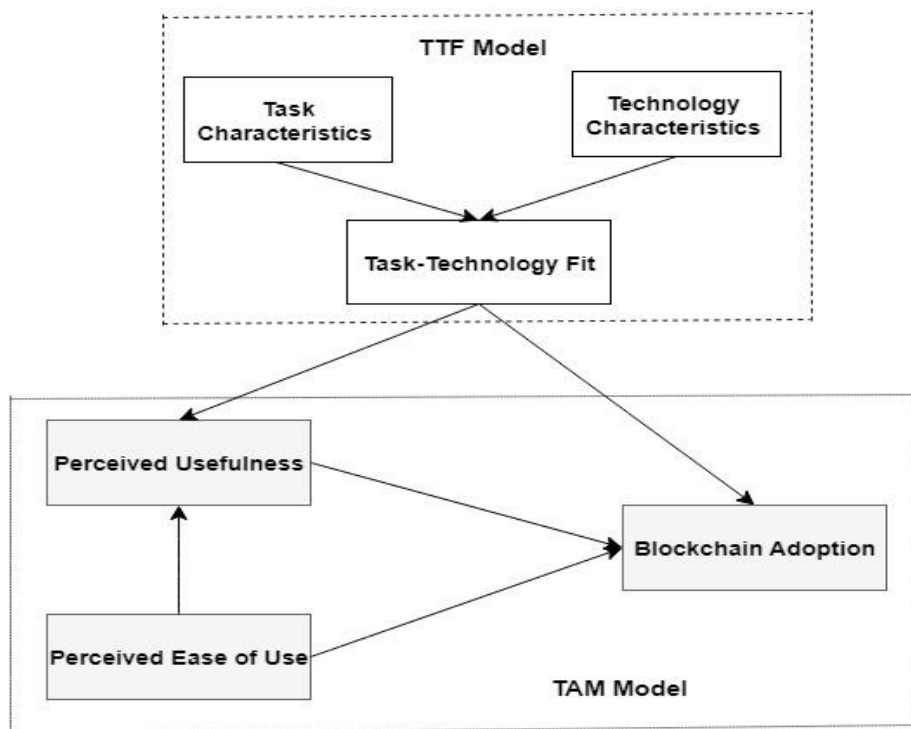 TTF Model
Task
Characteristics
Technology
Characteristics
Task-Technology Fit
Perceived Usefulness
Blockchain Adoption
Perceived Ease of Use
TAM Model